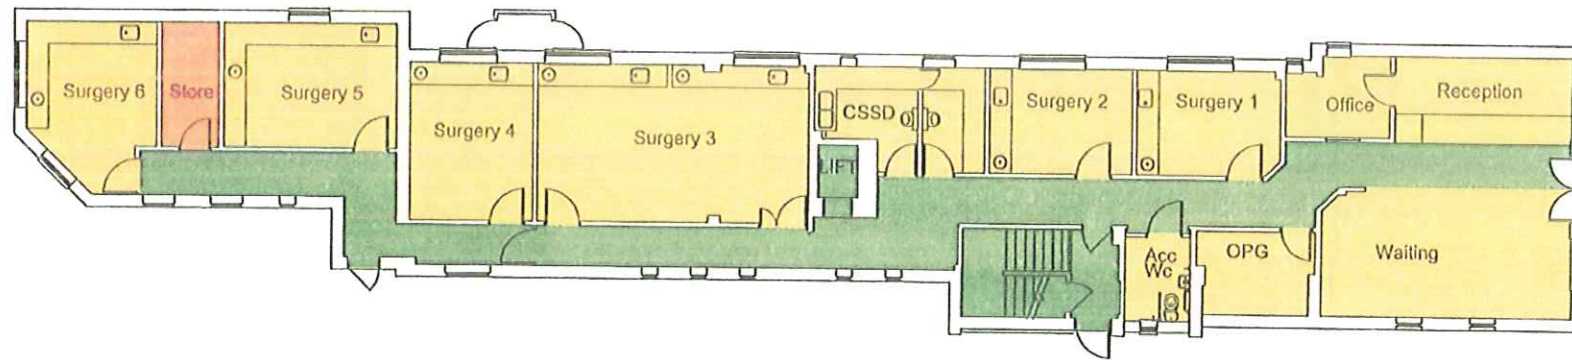 Surgery 6
Store
Surgery 5
Surgery 4
Surgery 3
CSSD
LIFT
Surgery 2
Surgery 1
Office
Reception
Acc
Wc
OPG
Waiting